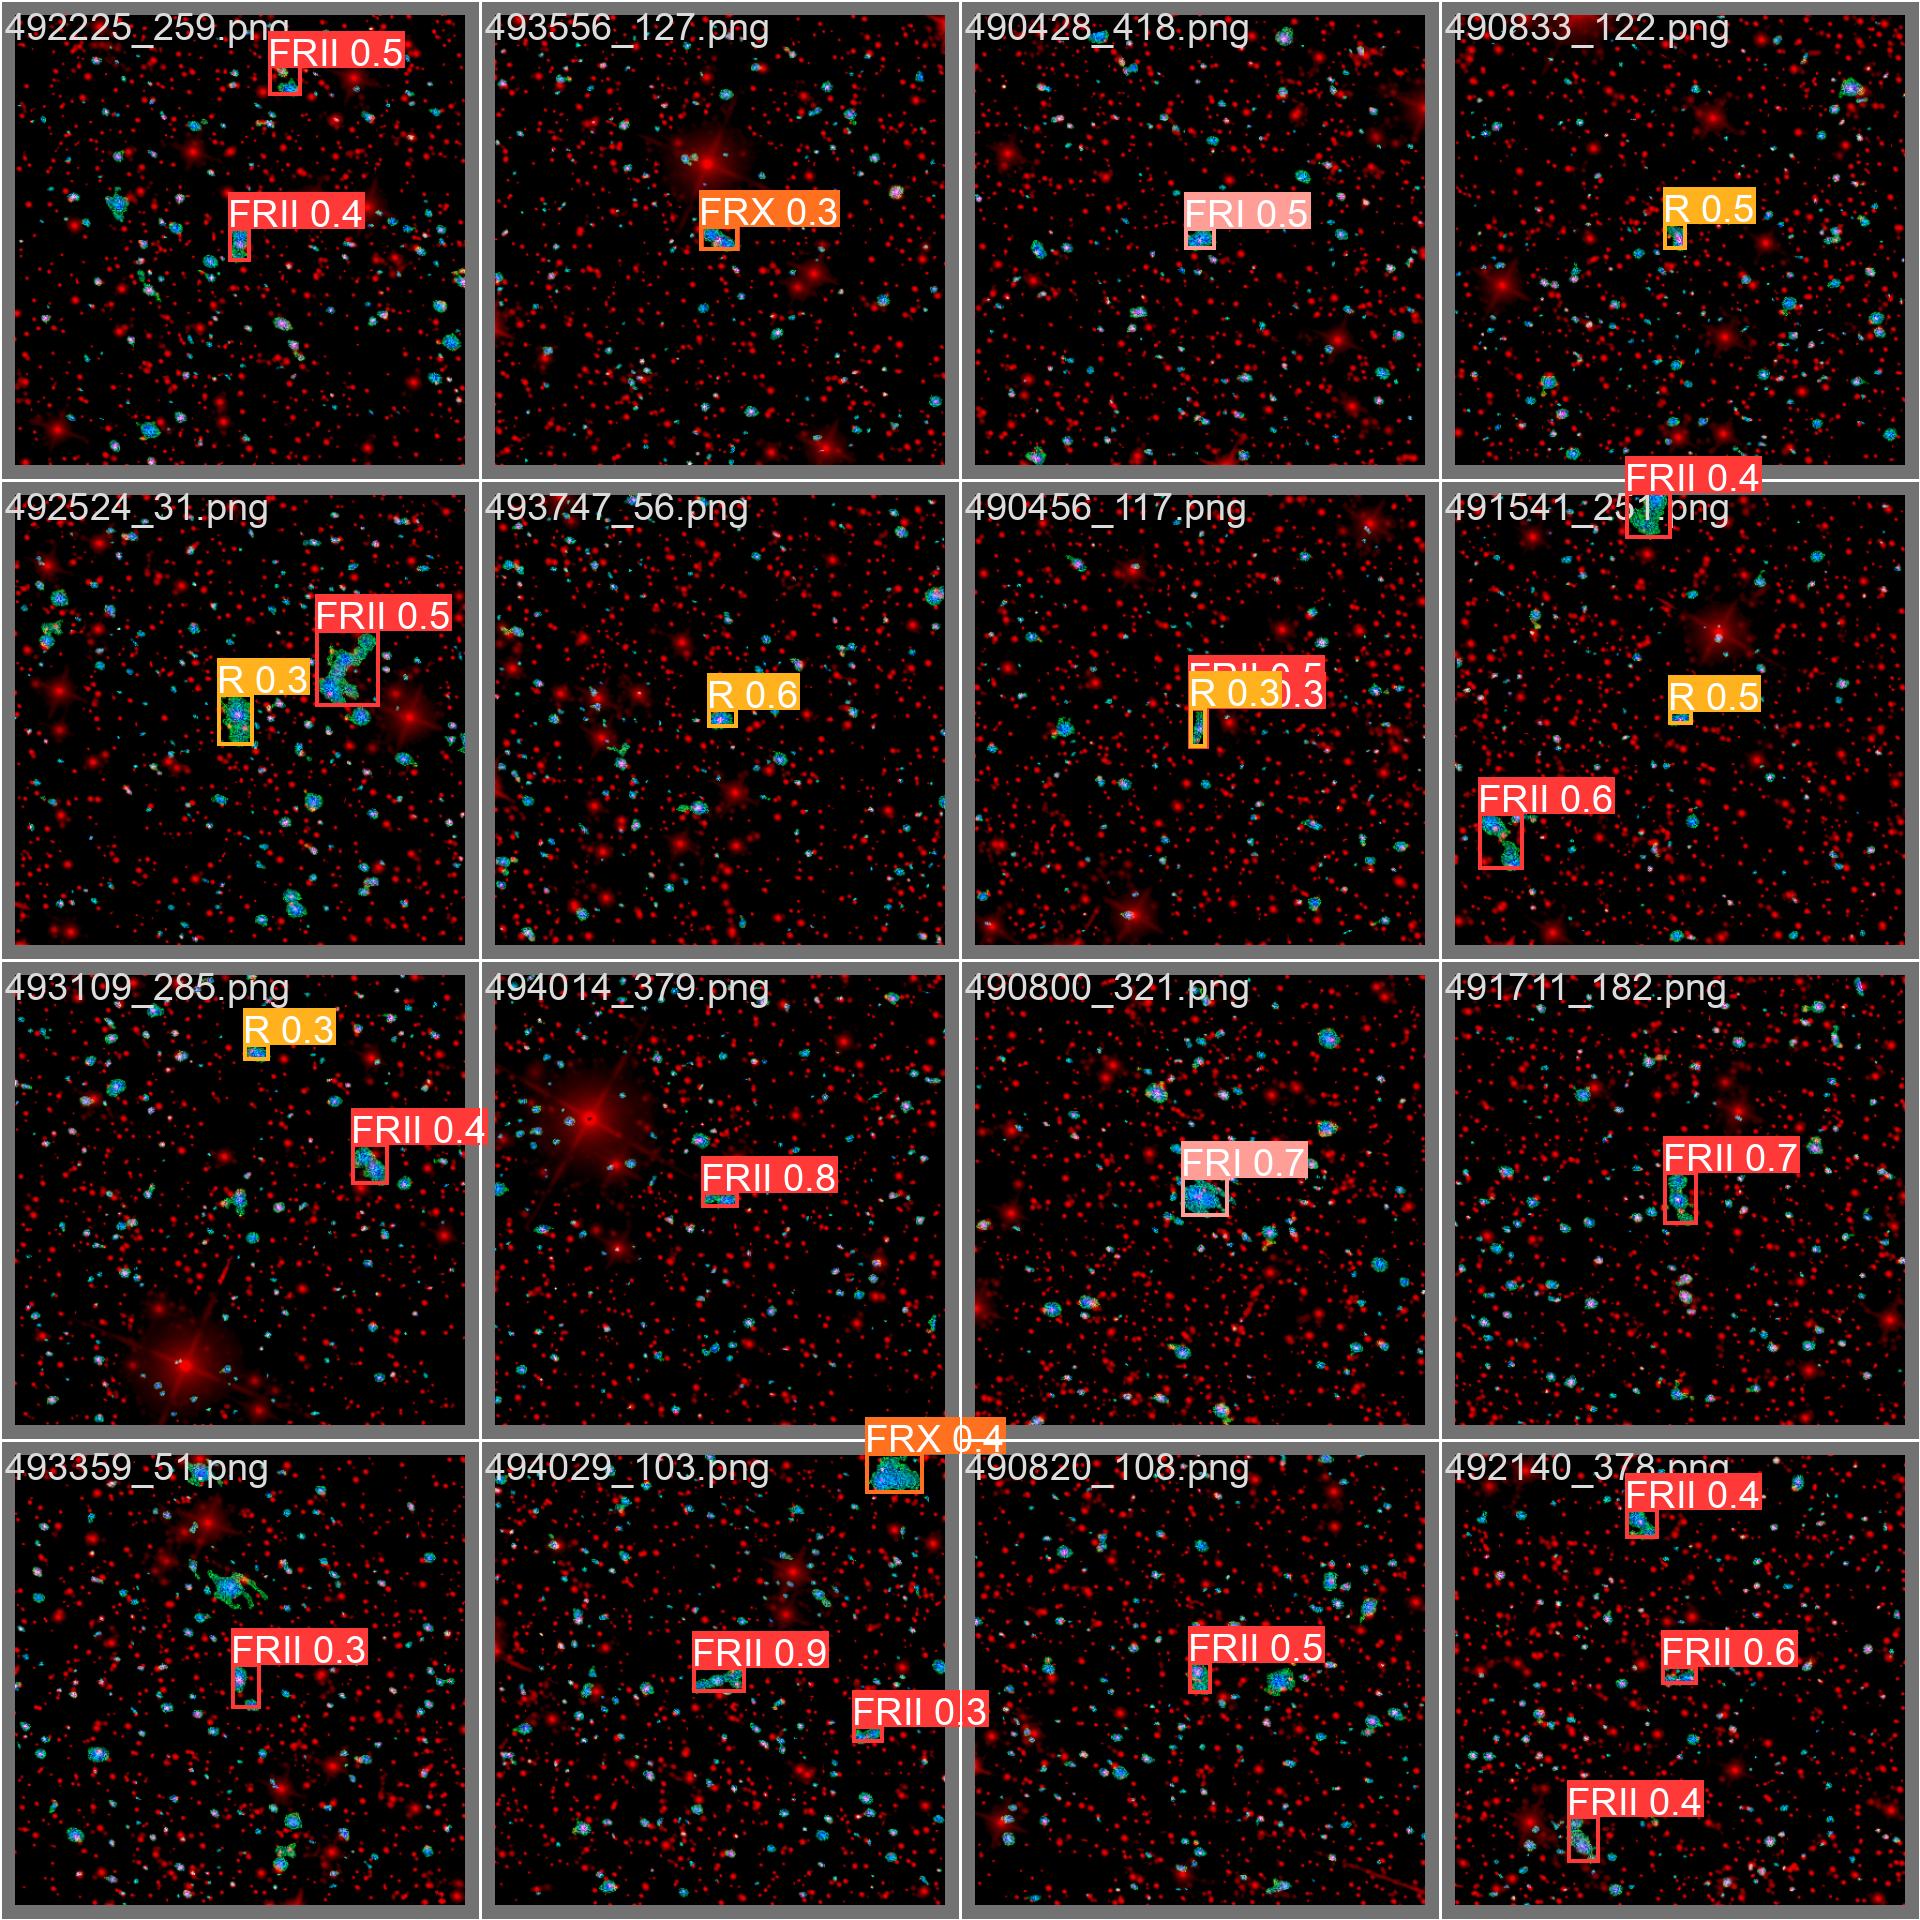 492225_259.png
FRII 0.5
FRII 0.4
493556_127.png
FRX 0.3
490428_418.png
FRI 0.5
490833_122.png
R 0.5
492524_31.png
FRII 0.5
R 0.3
493747_56.png
R 0.6
490456_117.png
FRII 0.5
R 0.3
0.3
491541_251.png
FRII 0.4
R 0.5
FRII 0.6
493109_285.png
R 0.3
FRII 0.4
494014_379.png
FRII 0.8
490800_321.png
FRI 0.7
491711_182.png
FRII 0.7
493359_51.png
FRII 0.3
494029_103.png
FRX 0.4
FRII 0.9
FRII 0.3
490820_108.png
FRII 0.5
492140_378.png
FRII 0.4
FRII 0.6
FRII 0.4